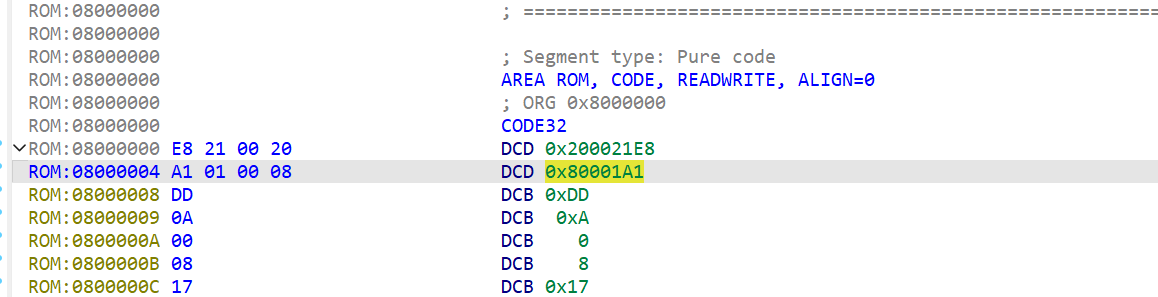 ROM:08000000 ; ==========================================================
ROM:08000000
ROM:08000000 ; Segment type: Pure code
ROM:08000000 AREA ROM, CODE, READWRITE, ALIGN=0
ROM:08000000 ; ORG 0x8000000
ROM:08000000 CODE32
ROM:08000000 E8 21 00 20 DCD 0x200021E8
ROM:08000004 A1 01 00 08 DCD 0x80001A1
ROM:08000008 DD DCB 0xDD
ROM:08000009 0A DCB 0xA
ROM:0800000A 00 DCB 0
ROM:0800000B 08 DCB 8
ROM:0800000C 17 DCB 0x17